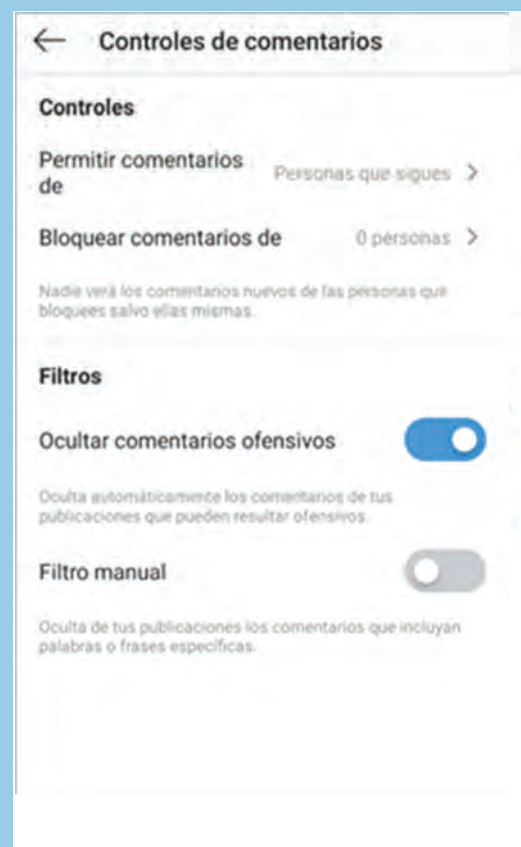 Controles de comentarios
Controles
Permitir comentarios
de
Personas que sigues
Bloquear comentarios de
0 personas
Nadie verá los comentarios nuevos de las personas que
bloquees salvo ellas mismas.
Filtros
Ocultar comentarios ofensivos
Oculta automáticamente los comentarios de tus
publicaciones que pueden resultar ofensivos.
Filtro manual
Oculta de tus publicaciones los comentarios que incluyan
palabras o frases específicas.